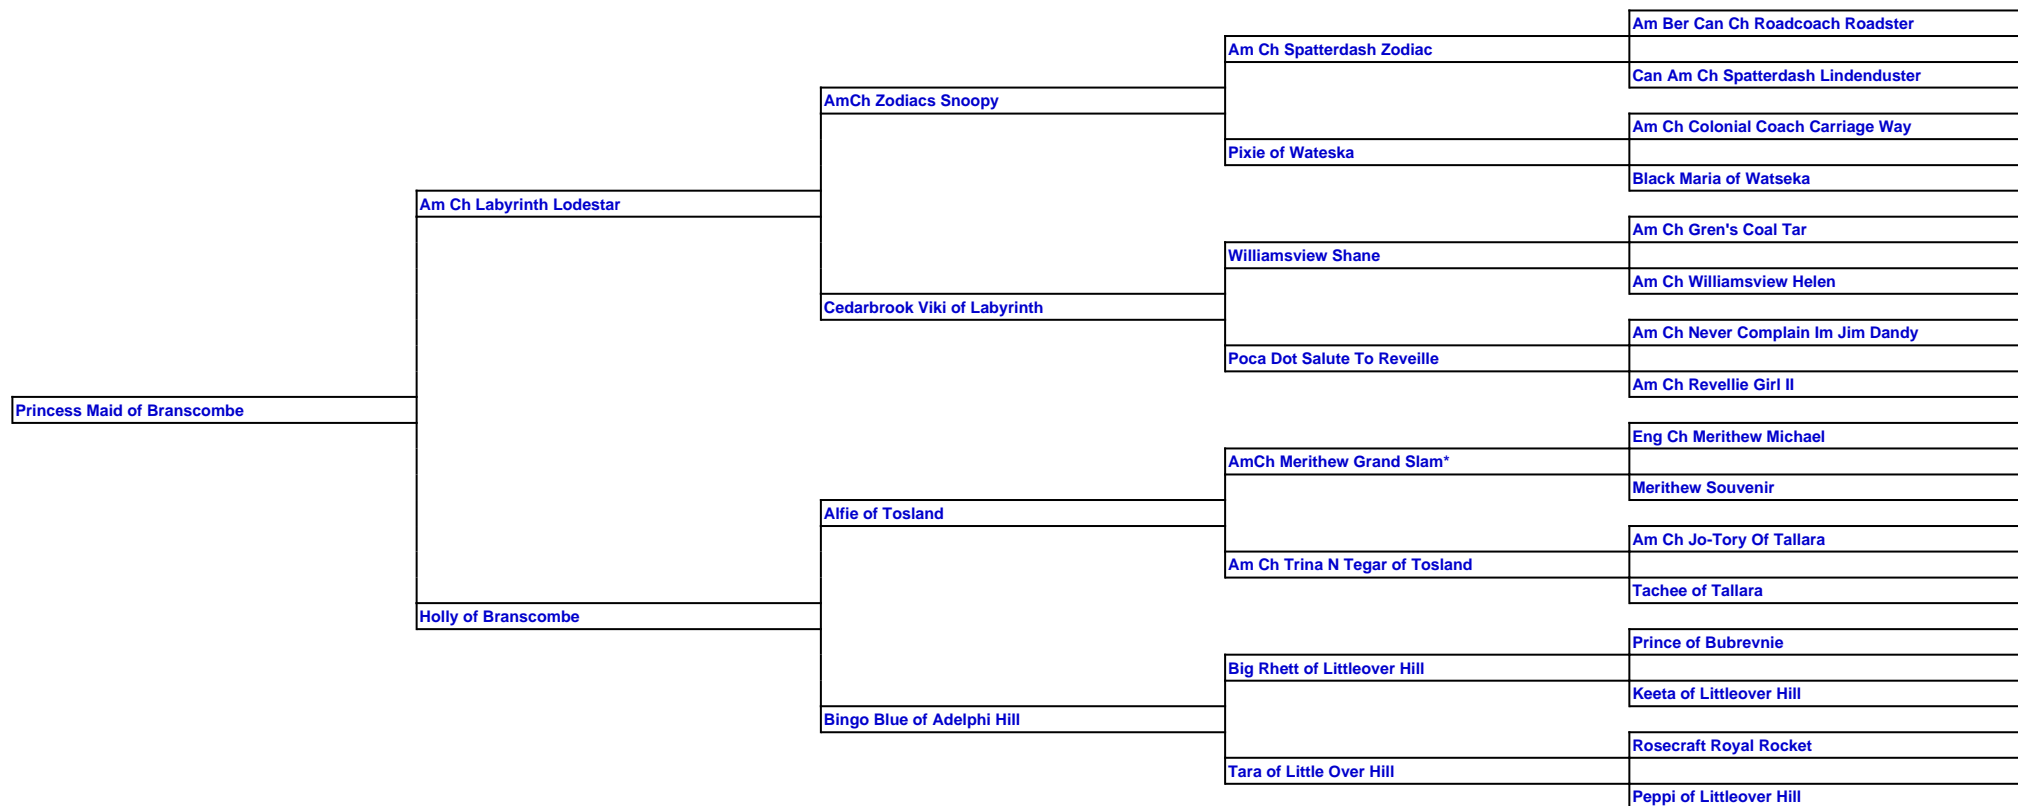 Am Ber Can Ch Roadcoach Roadster
Am Ch Spatterdash Zodiac
Can Am Ch Spatterdash Lindenduster
AmCh Zodiacs Snoopy
Am Ch Colonial Coach Carriage Way
Pixie of Wateska
Black Maria of Watseka
Am Ch Labyrinth Lodestar
Am Ch Gren's Coal Tar
Williamsview Shane
Am Ch Williamsview Helen
Cedarbrook Viki of Labyrinth
Am Ch Never Complain Im Jim Dandy
Poca Dot Salute To Reveille
Am Ch Revellie Girl II
Princess Maid of Branscombe
Eng Ch Merithew Michael
AmCh Merithew Grand Slam*
Merithew Souvenir
Alfie of Tosland
Am Ch Jo-Tory Of Tallara
Am Ch Trina N Tegar of Tosland
Tachee of Tallara
Holly of Branscombe
Prince of Bubrevnie
Big Rhett of Littleover Hill
Keeta of Littleover Hill
Bingo Blue of Adelphi Hill
Rosecraft Royal Rocket
Tara of Little Over Hill
Peppi of Littleover Hill